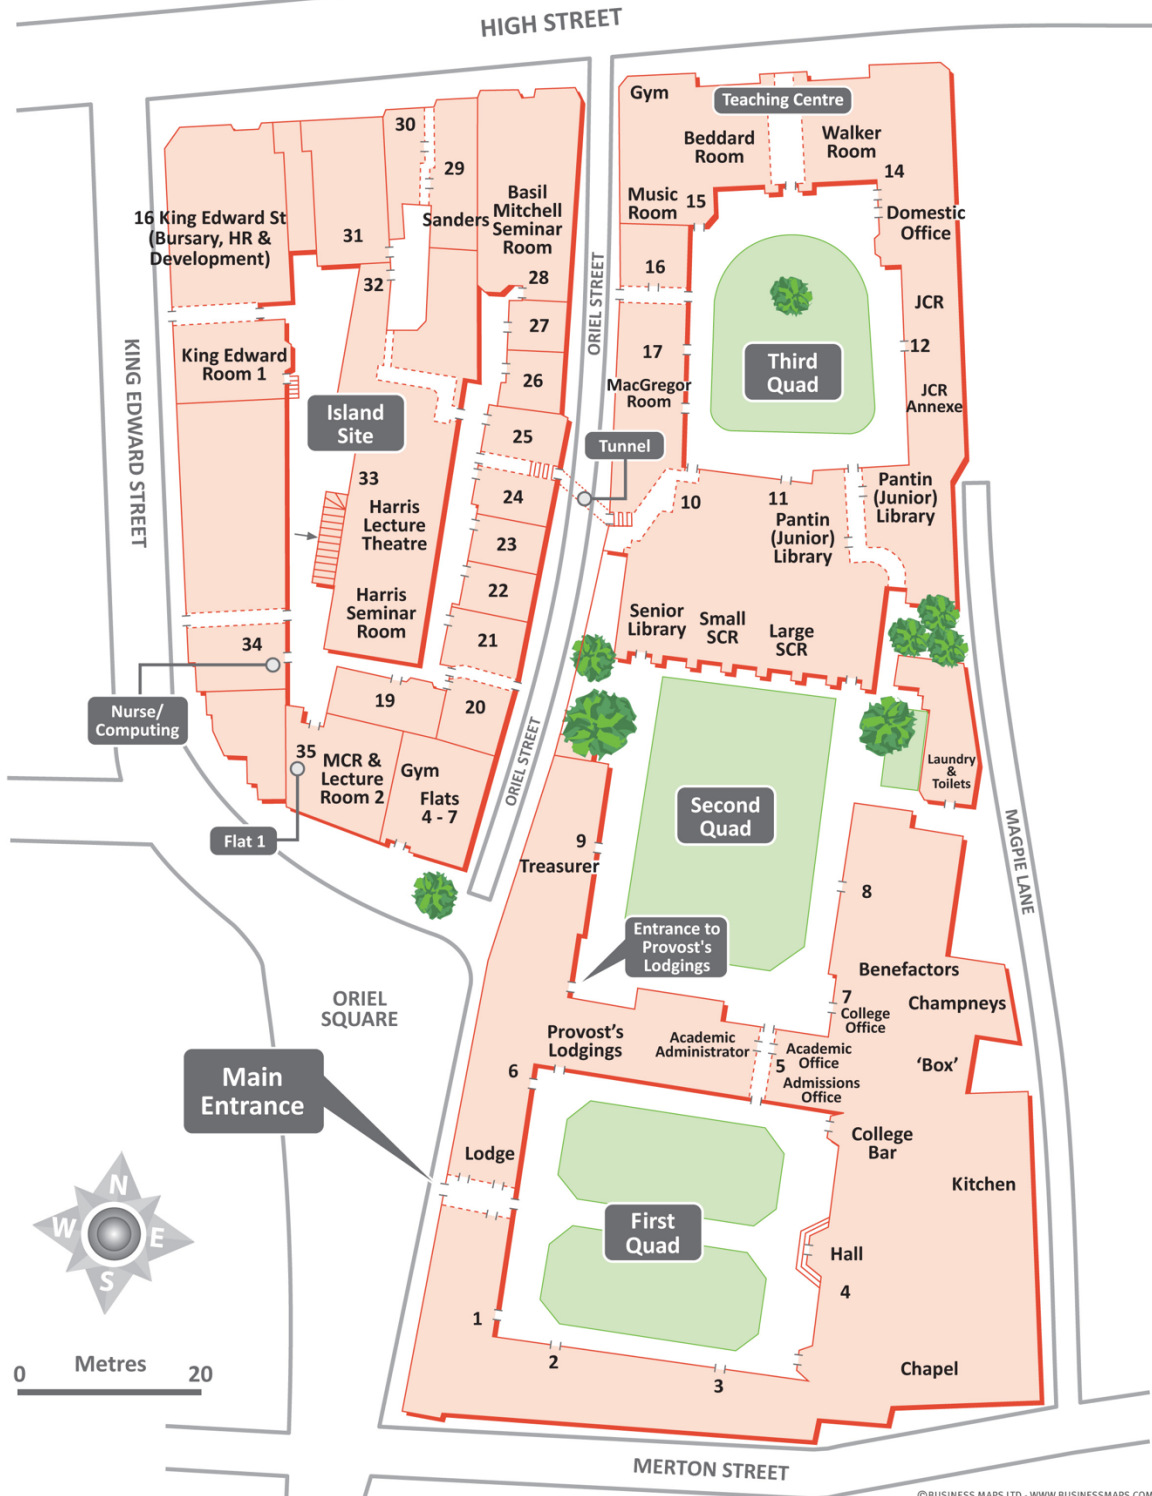 HIGH STREET
Gym
Teaching Centre
Beddard
Room
Walker
Room
14
Music
Room
15
Domestic
Office
30
29
Sanders
Basil
Mitchell
Seminar
Room
28
16 King Edward St
(Bursary, HR &
Development)
31
32
27
26
25
24
23
22
21
16
17
MacGregor
Room
ORIEL STREET
Third
Quad
JCR
12
JCR
Annexe
KING EDWARD STREET
King Edward
Room 1
Island
Site
Tunnel
33
Harris
Lecture
Theatre
Harris
Seminar
Room
10
11
Pantin
(Junior)
Library
Pantin
(Junior)
Library
Senior
Library
Small
SCR
Large
SCR
34
Nurse/
Computing
19
20
35
MCR &
Lecture
Room 2
Gym
Flats
4 - 7
Flat 1
ORIEL STREET
Second
Quad
Laundry
&
Toilets
MAGPIE LANE
9
Treasurer
8
Entrance to
Provost's
Lodgings
Benefactors
Champneys
7
College
Office
ORIEL
SQUARE
Provost's
Lodgings
Academic
Administrator
5
Academic
Office
Admissions
Office
'Box'
6
Main
Entrance
Lodge
College
Bar
Kitchen
First
Quad
Hall
4
N
W
E
S
1
2
3
Chapel
Metres
0
20
MERTON STREET
©BUSINESS MAPS LTD - WWW.BUSINESSMAPS.COM